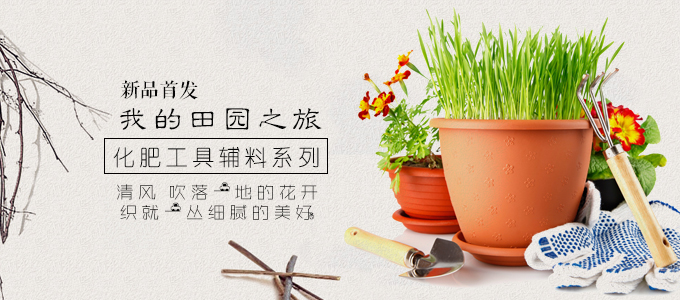 新品首发
我的田园之旅
化肥工具辅料系列
清风 吹落一地的花开
织就一丛细腻的美好